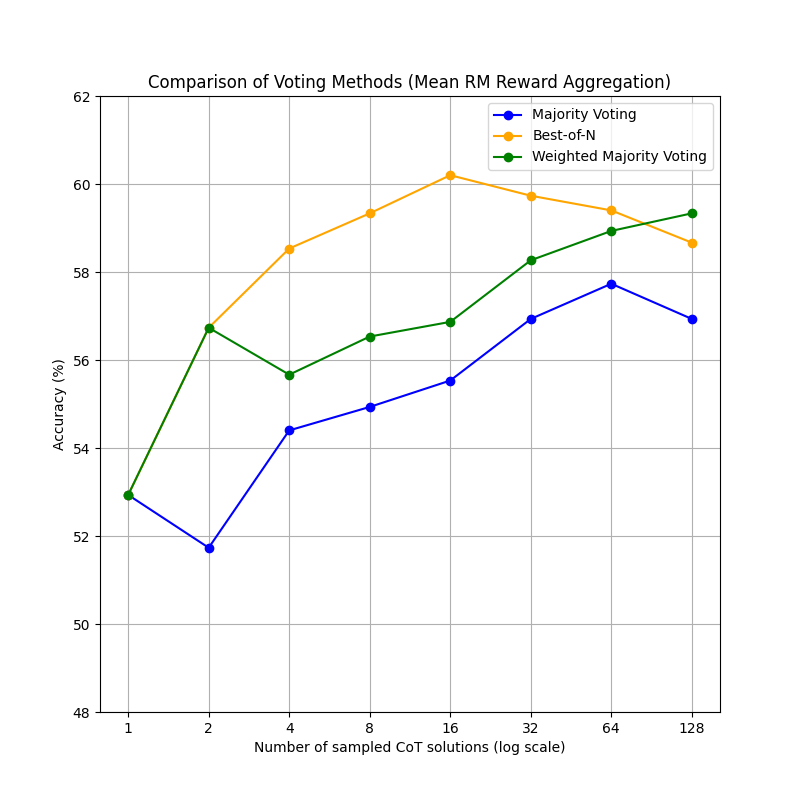 Comparison of Voting Methods (Mean RM Reward Aggregation)
Majority Voting
Best-of-N
Weighted Majority Voting
62
60
58
56
54
52
50
48
Accuracy (%)
1 2 4 8 16 32 64 128
Number of sampled CoT solutions (log scale)